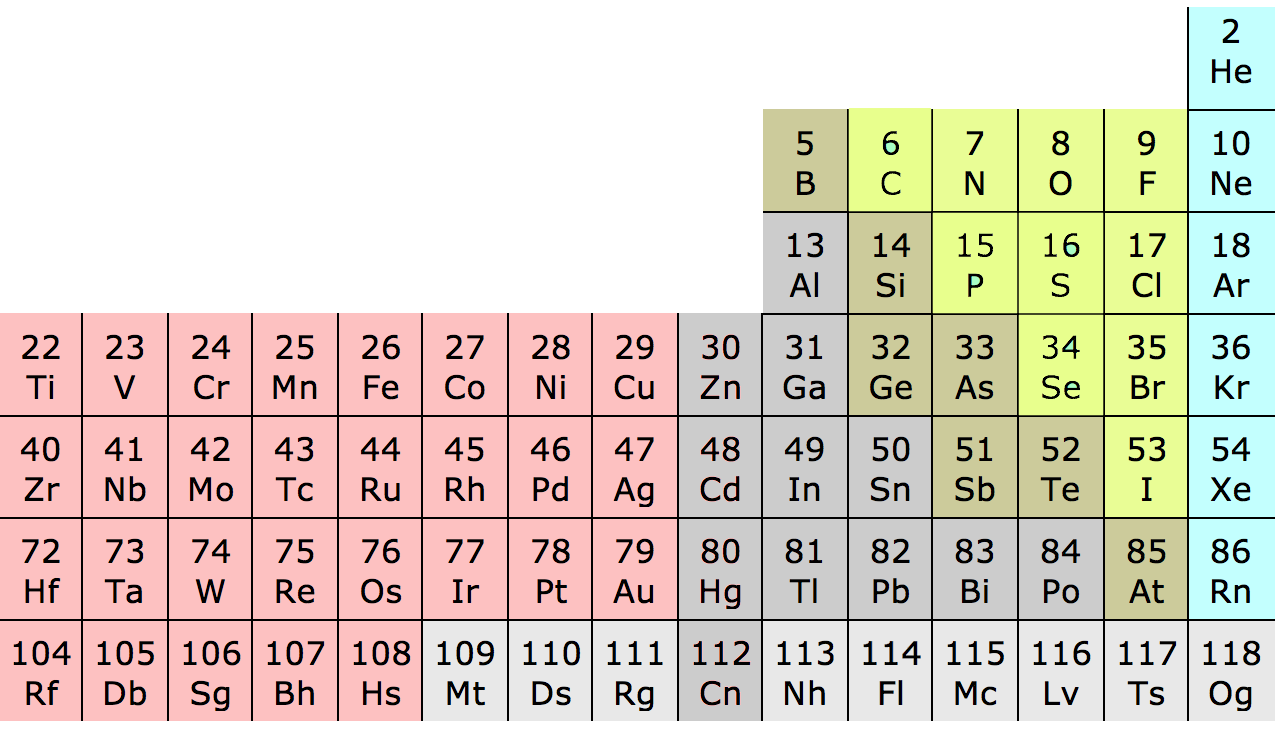 2
He
5 6 7 8 9 10
B C N O F Ne
13 14 15 16 17 18
Al Si P S Cl Ar
22 23 24 25 26 27 28 29 30 31 32 33 34 35 36
Ti V Cr Mn Fe Co Ni Cu Zn Ga Ge As Se Br Kr
40 41 42 43 44 45 46 47 48 49 50 51 52 53 54
Zr Nb Mo Tc Ru Rh Pd Ag Cd In Sn Sb Te I Xe
72 73 74 75 76 77 78 79 80 81 82 83 84 85 86
Hf Ta W Re Os Ir Pt Au Hg Tl Pb Bi Po At Rn
104 105 106 107 108 109 110 111 112 113 114 115 116 117 118
Rf Db Sg Bh Hs Mt Ds Rg Cn Nh Fl Mc Lv Ts Og